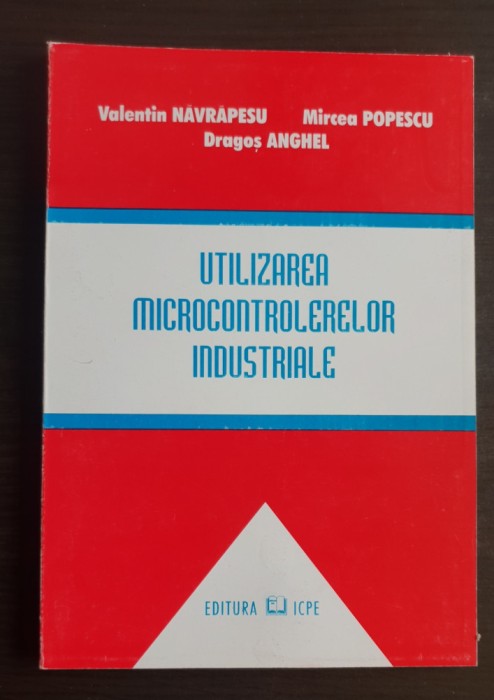 Valentin NĂVRĂPESU Mircea POPESCU
Dragoș ANGHEL
UTILIZAREA
MICROCONTROLERELOR
INDUSTRIALE
EDITURA ICPE